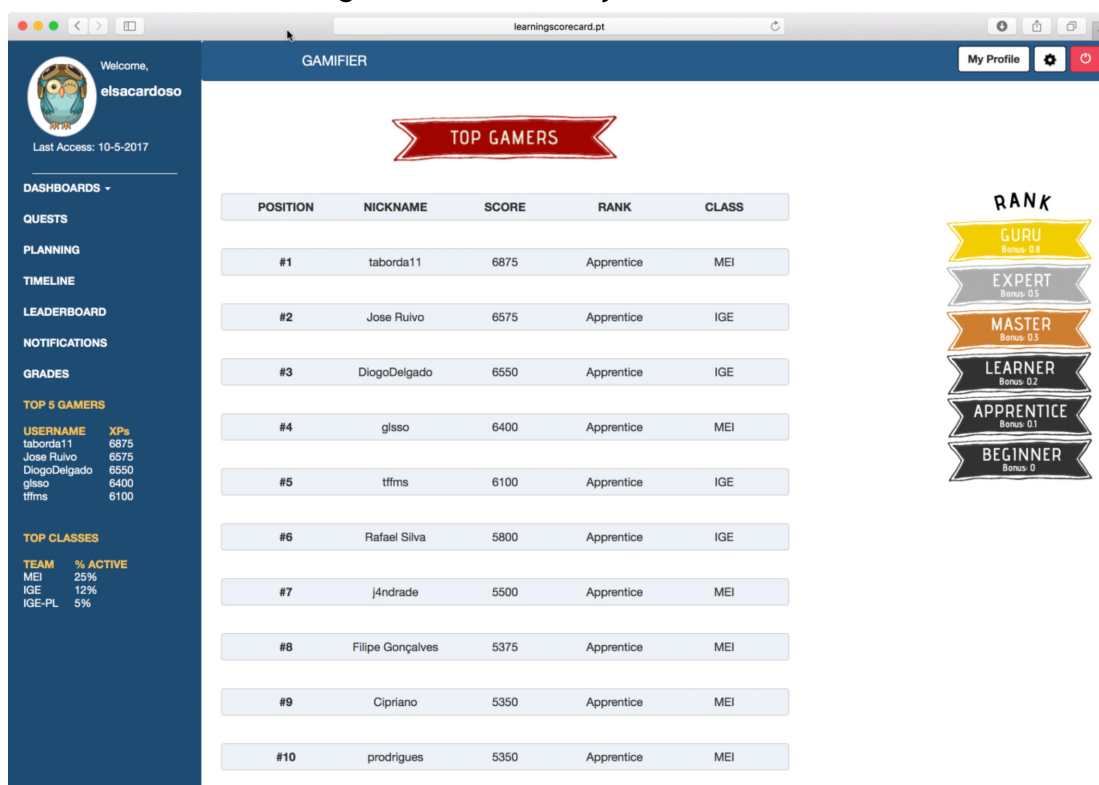 learningscorecard.pt
Welcome,
elsacardoso
Last Access: 10-5-2017
GAMIFIER
My Profile
DASHBOARDS
QUESTS
PLANNING
TIMELINE
LEADERBOARD
NOTIFICATIONS
GRADES
TOP 5 GAMERS
USERNAME XPs
taborda11 6875
Jose Ruivo 6575
DiogoDelgado 6550
glsso 6400
tffms 6100
TOP CLASSES
TEAM % ACTIVE
MEI 25%
IGE 12%
IGE-PL 5%
TOP GAMERS
POSITION NICKNAME SCORE RANK CLASS
#1 taborda11 6875 Apprentice MEI
#2 Jose Ruivo 6575 Apprentice IGE
#3 DiogoDelgado 6550 Apprentice IGE
#4 glsso 6400 Apprentice MEI
#5 tffms 6100 Apprentice IGE
#6 Rafael Silva 5800 Apprentice IGE
#7 j4ndrade 5500 Apprentice MEI
#8 Filipe Gonçalves 5375 Apprentice MEI
#9 Cipriano 5350 Apprentice MEI
#10 prodrigues 5350 Apprentice MEI
RANK
GURU
Bonus: 0.8
EXPERT
Bonus: 0.5
MASTER
Bonus: 0.3
LEARNER
Bonus: 0.2
APPRENTICE
Bonus: 0.1
BEGINNER
Bonus: 0